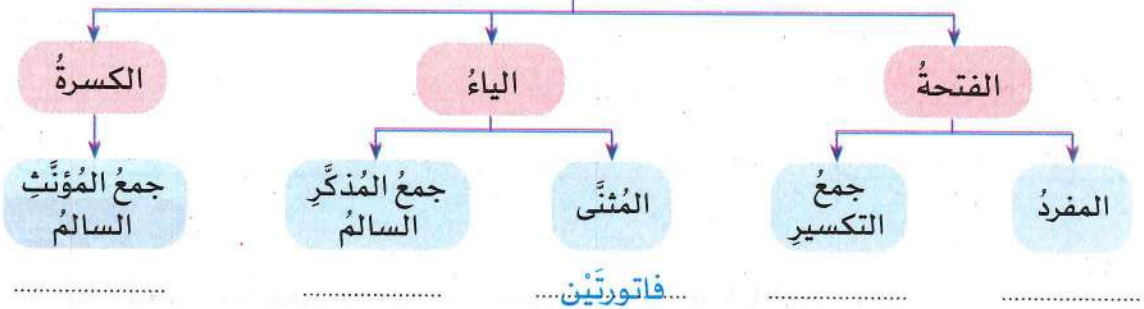 الفتحةُ
الياءُ
الكسرةُ
المفردُ
جمعُ
التكسيرِ
المُثنَّى
جمعُ المُذكَّرِ
السالمُ
جمعُ المُؤنَّثِ
السالمُ
فاتورتَيْن